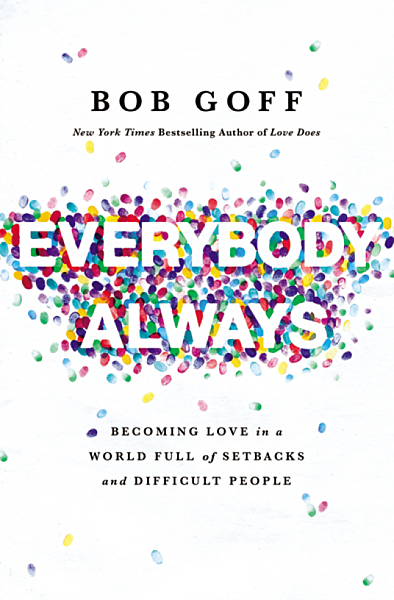 BOB GOFF
New York Times Bestselling Author of Love Does
EVERYBODY
ALWAYS
BECOMING LOVE in a
WORLD FULL of SETBACKS
and DIFFICULT PEOPLE